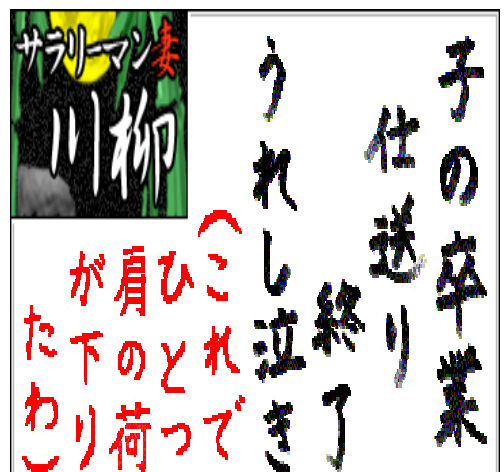 サラリーマン妻
川柳
子の卒業
仕送り
終了
うれし泣き
(これで
ひとつ
肩の荷
が下り
たわ)